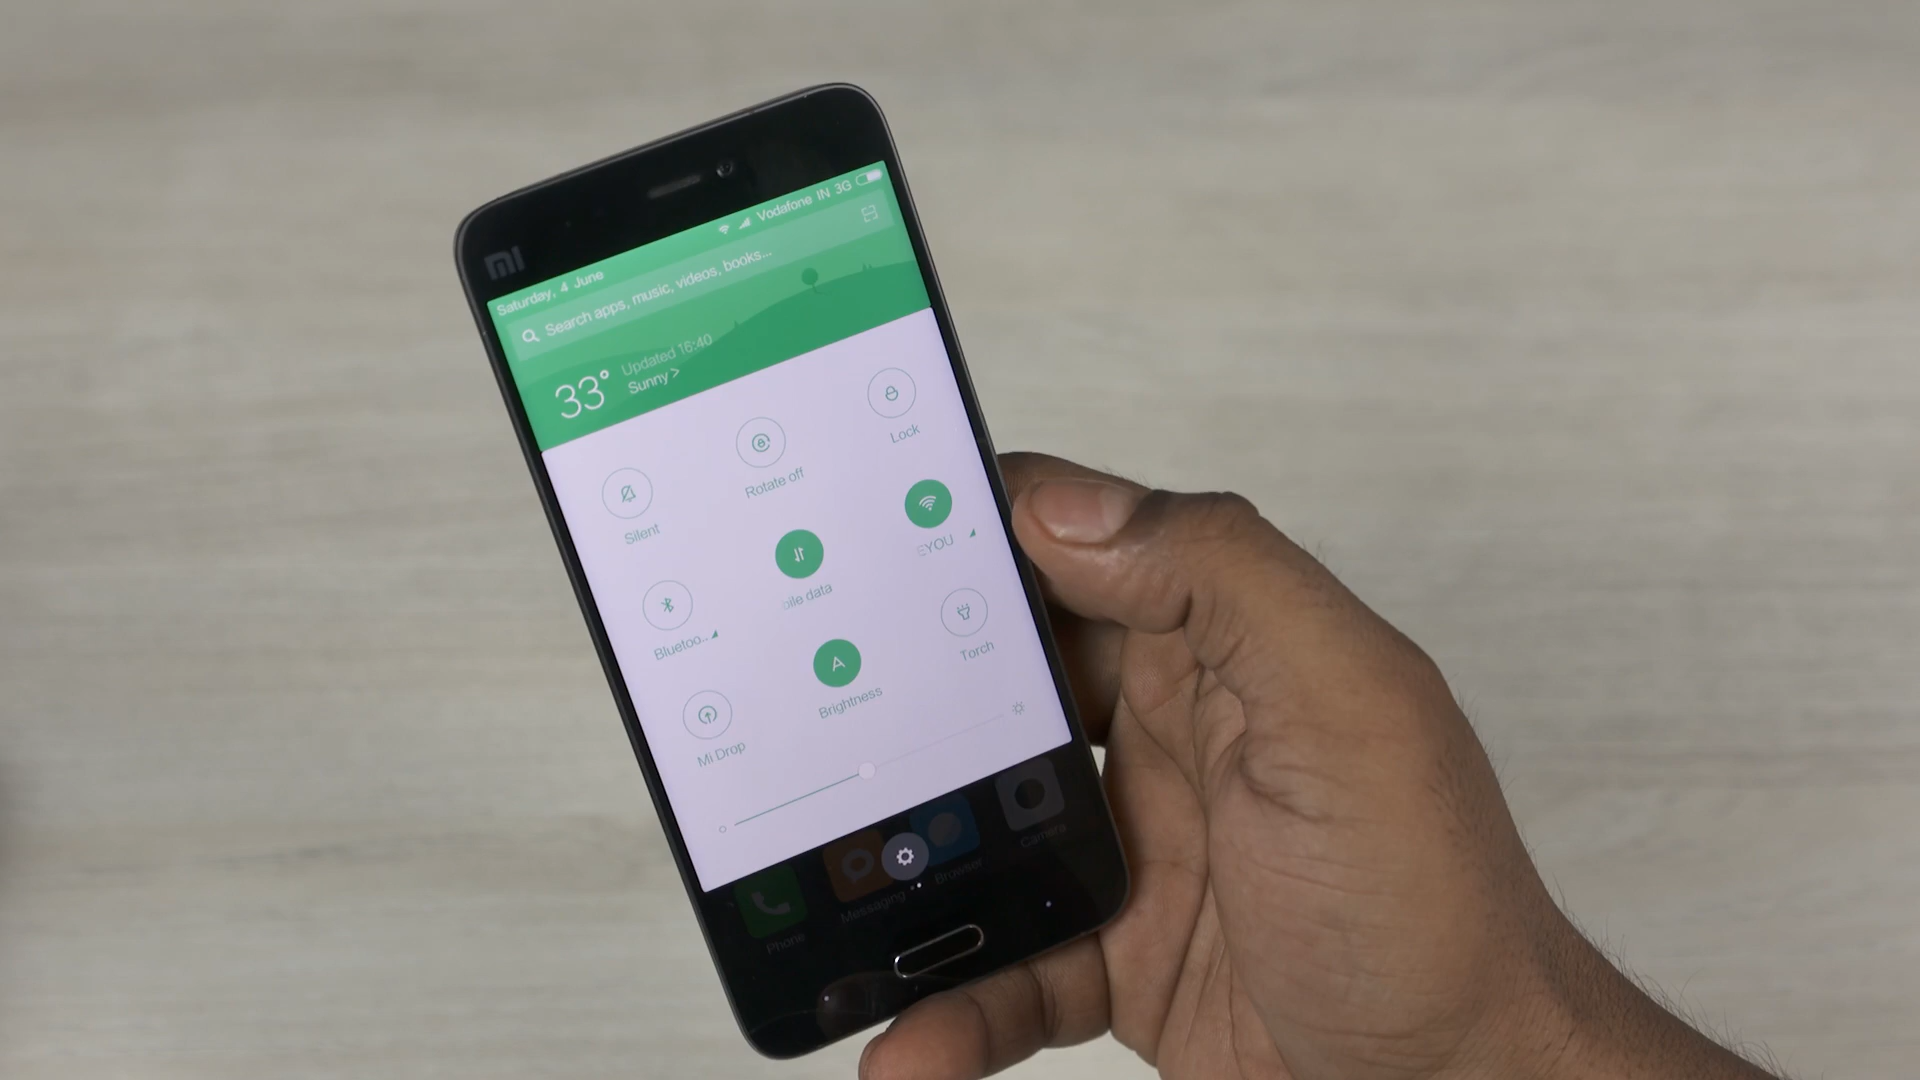 mi
Saturday, 4 June
Vodafone IN 3G
Search apps, music, videos, books...
33°
Updated 16:40
Sunny >
Silent
Rotate off
Lock
Bluetoo..
bile data
EYOU
Mi Drop
A
Brightness
Torch
Phone
Messaging
Browser
Camera